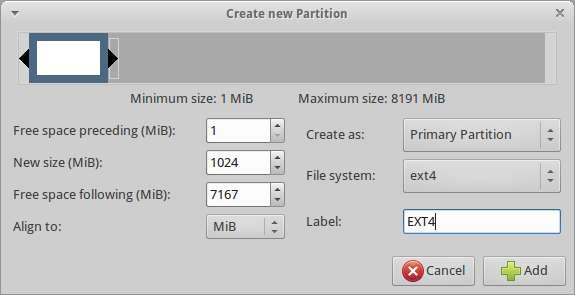 Create new Partition
Minimum size: 1 MiB Maximum size: 8191 MiB
Free space preceding (MiB): 1 Create as: Primary Partition
New size (MiB): 1024 File system: ext4
Free space following (MiB): 7167
Align to: MiB Label: EXT4
Cancel Add